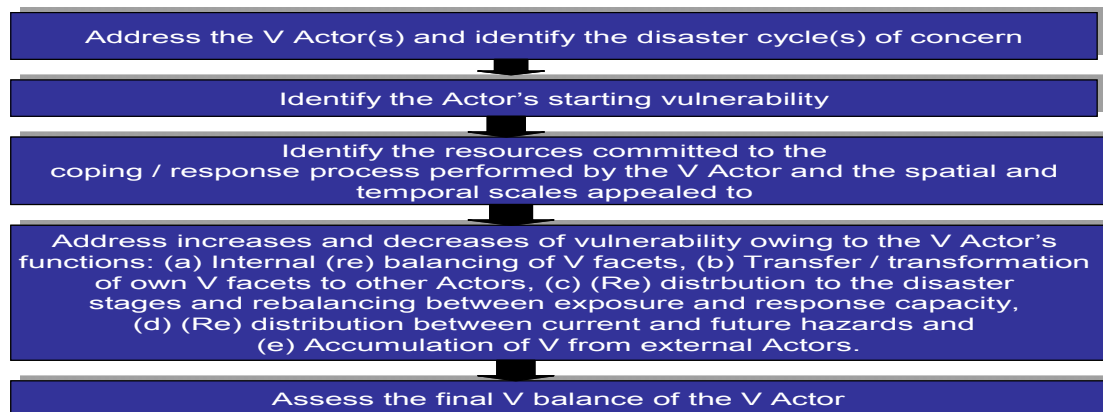 Address the V Actor(s) and identify the disaster cycle(s) of concern
Identify the Actor's starting vulnerability
Identify the resources committed to the
coping / response process performed by the V Actor and the spatial and
temporal scales appealed to
Address increases and decreases of vulnerability owing to the V Actor's
functions: (a) Internal (re) balancing of V facets, (b) Transfer / transformation
of own V facets to other Actors, (c) (Re) distrbution to the disaster
stages and rebalancing between exposure and response capacity,
(d) (Re) distribution between current and future hazards and
(e) Accumulation of V from external Actors.
Assess the final V balance of the V Actor